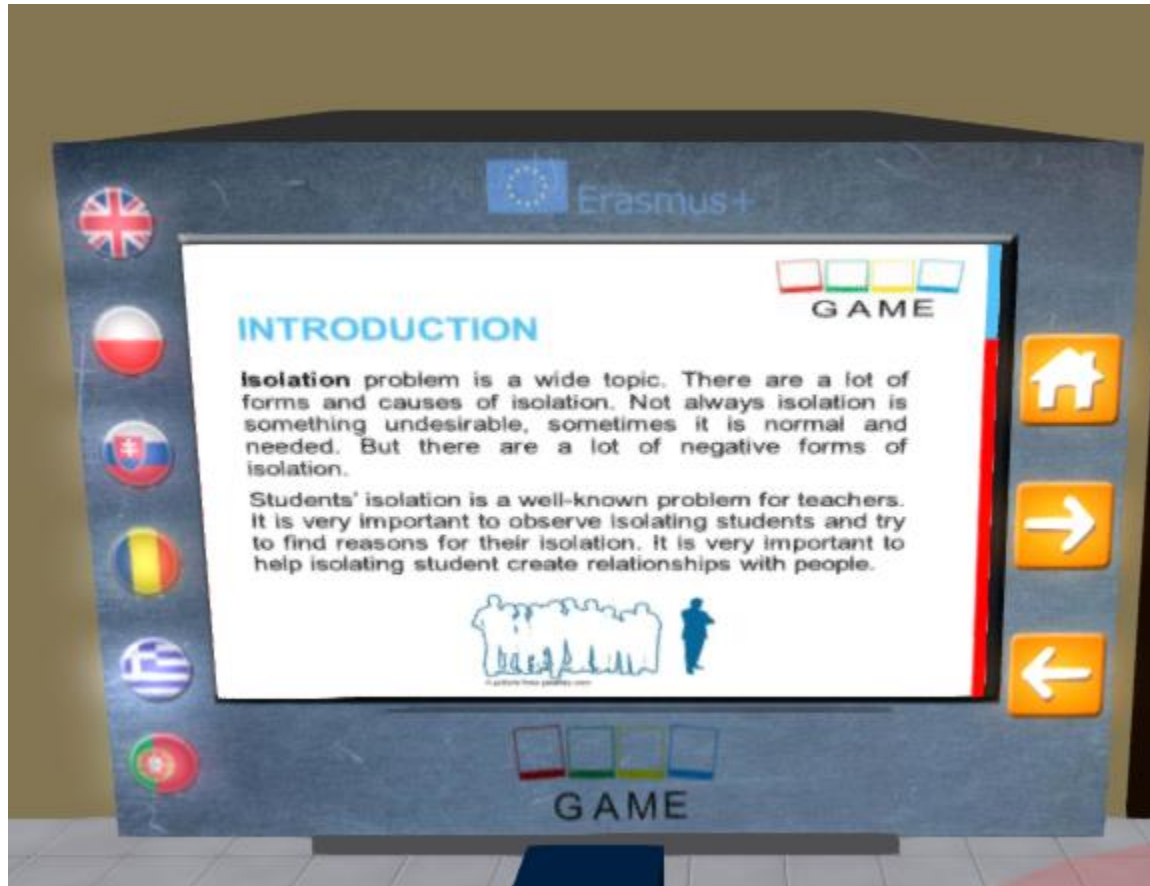 Erasmus+
GAME
INTRODUCTION
Isolation problem is a wide topic. There are a lot of
forms and causes of isolation. Not always isolation is
something undesirable, sometimes it is normal and
needed. But there are a lot of negative forms of
isolation.
Students' isolation is a well-known problem for teachers.
It is very important to observe isolating students and try
to find reasons for their isolation. It is very important to
help isolating student create relationships with people.
GAME